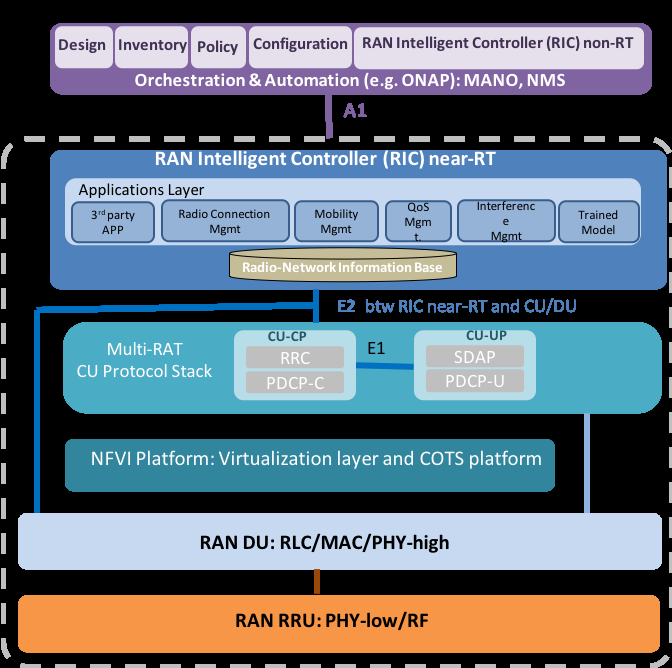 Design
Inventory
Policy
Configuration
RAN Intelligent Controller (RIC) non-RT
Orchestration & Automation (e.g. ONAP): MANO, NMS
A1
RAN Intelligent Controller (RIC) near-RT
Applications Layer
3rd party
APP
Radio Connection
Mgmt
Mobility
Mgmt
QoS
Mgm
t.
Interferenc
e
Mgmt
Trained
Model
Radio-Network Information Base
E2 btw RIC near-RT and CU/DU
Multi-RAT
CU Protocol Stack
CU-CP
RRC
PDCP-C
E1
CU-UP
SDAP
PDCP-U
NFVI Platform: Virtualization layer and COTS platform
RAN DU: RLC/MAC/PHY-high
RAN RRU: PHY-low/RF